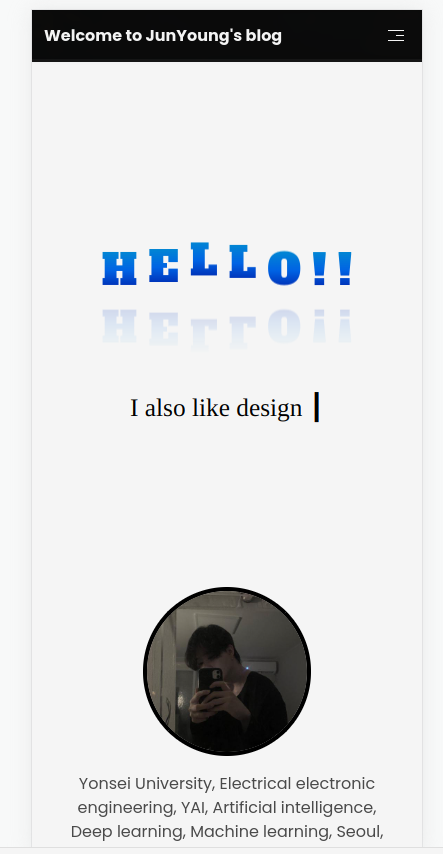 Welcome to JunYoung's blog
HELLO!!
I also like design
Yonsei University, Electrical electronic
engineering, YAI, Artificial intelligence,
Deep learning, Machine learning, Seoul,